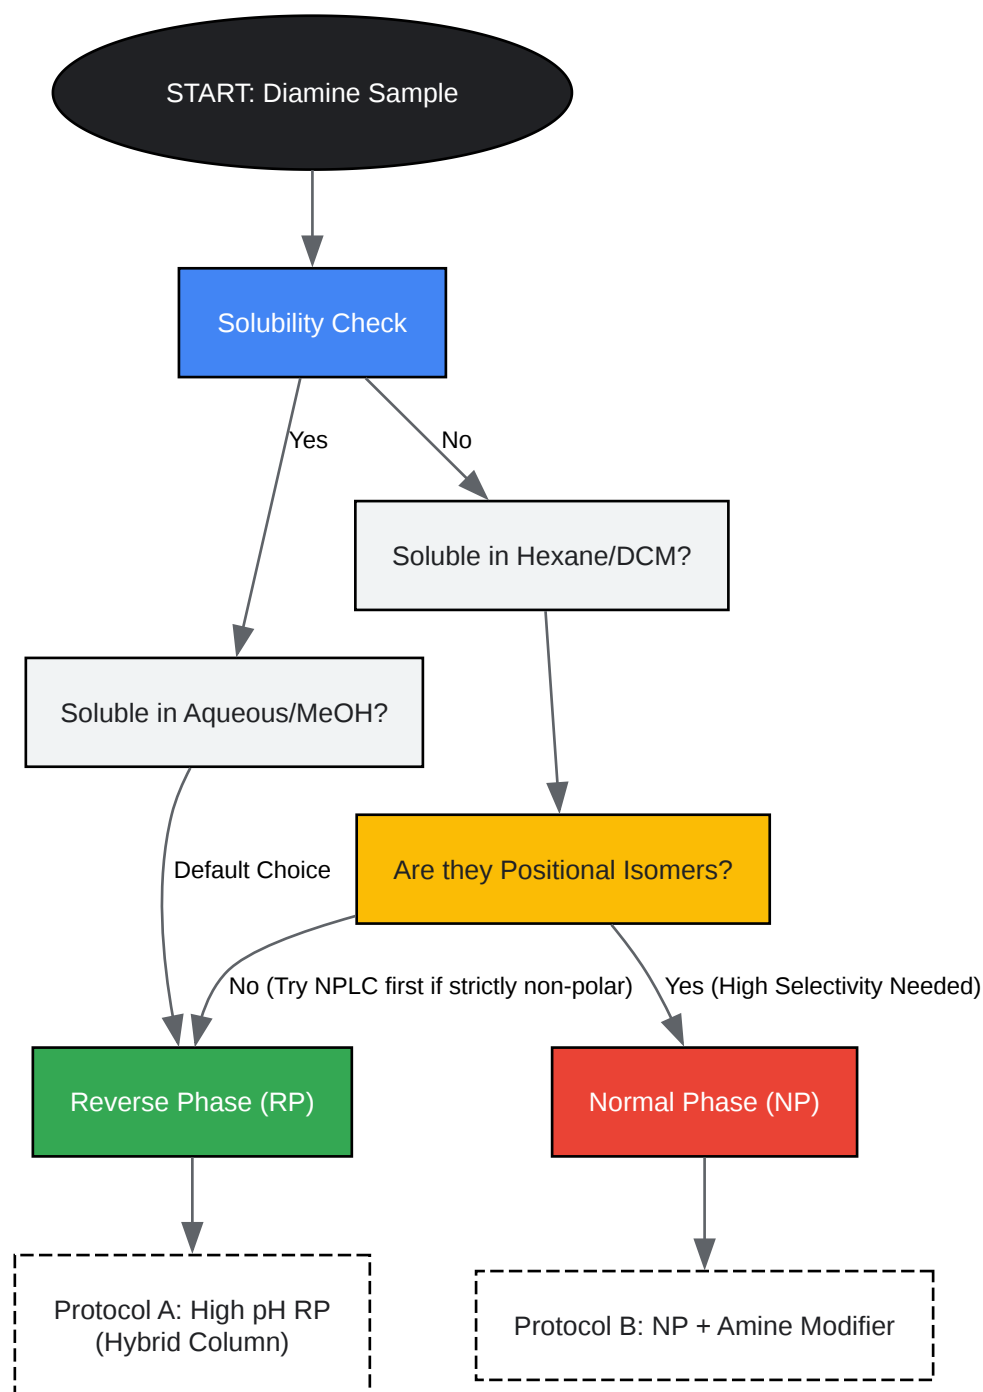 START: Diamine Sample
Solubility Check
Yes
No
Soluble in Hexane/DCM?
Soluble in Aqueous/MeOH?
Default Choice
Are they Positional Isomers?
No (Try NPLC first if strictly non-polar)
Yes (High Selectivity Needed)
Reverse Phase (RP)
Normal Phase (NP)
Protocol A: High pH RP
(Hybrid Column)
Protocol B: NP + Amine Modifier